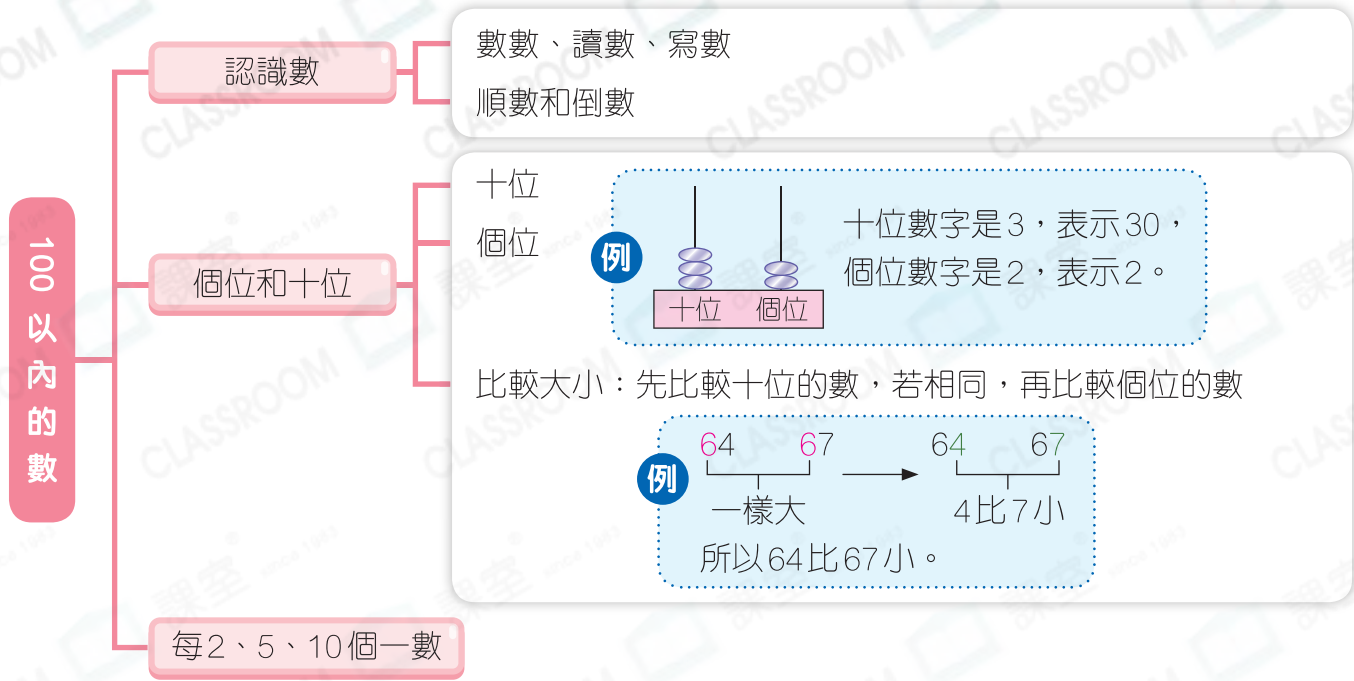 100以內的數
認識數
數數、讀數、寫數
順數和倒數
個位和十位
十位
個位
例
十位 個位
十位數字是3，表示30，
個位數字是2，表示2。
比較大小：先比較十位的數，若相同，再比較個位的數
例
64 67 64 67
一樣大 4比7小
所以64比67小。
每2、5、10個一數
CLASSROOM
課室
since 1983